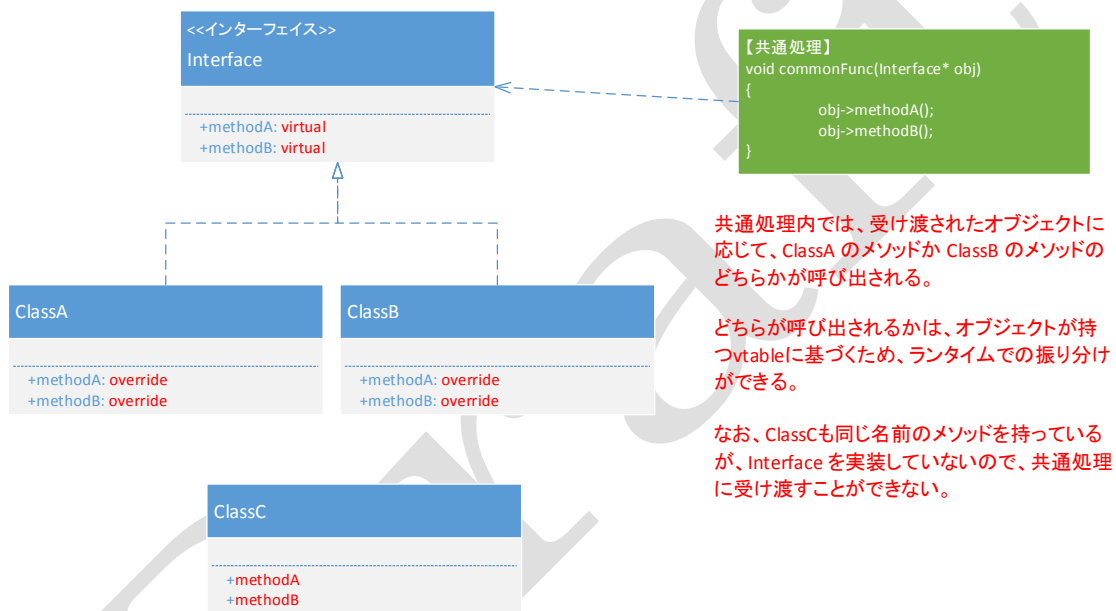 <<インターフェイス>>
Interface
+methodA: virtual
+methodB: virtual
【共通処理】
void commonFunc(Interface* obj)
{
obj->methodA();
obj->methodB();
}
共通処理内では、受け渡されたオブジェクトに
応じて、ClassA のメソッドか ClassB のメソッドの
どちらかが呼び出される。
どちらが呼び出されるかは、オブジェクトが持
つvtableに基づくため、ランタイムでの振り分け
ができる。
なお、ClassCも同じ名前のメソッドを持っている
が、Interface を実装していないので、共通処理
に受け渡すことができない。
ClassA
+methodA: override
+methodB: override
ClassB
+methodA: override
+methodB: override
ClassC
+methodA
+methodB